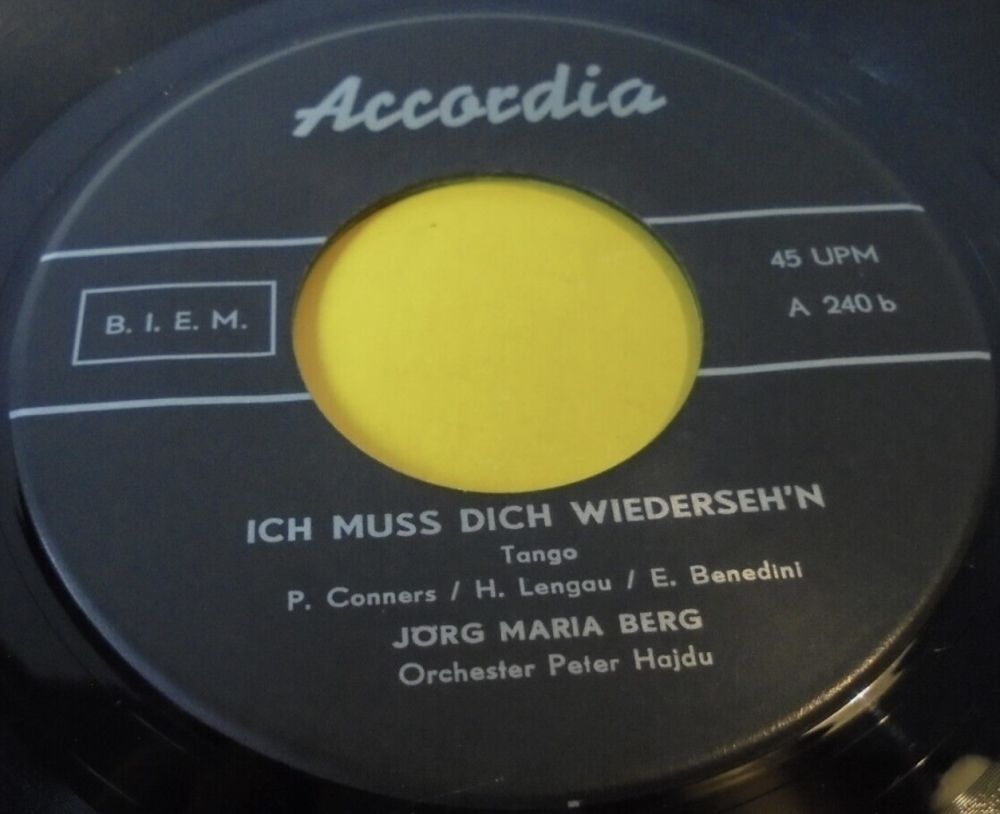 Accordia
B. I. E. M.
45 UPM
A 240 b
ICH MUSS DICH WIEDERSEH'N
Tango
P. Conners / H. Lengau / E. Benedini
JÖRG MARIA BERG
Orchester Peter Hajdu